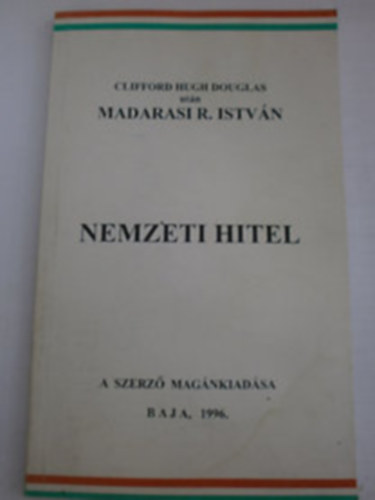 CLIFFORD HUGH DOUGLAS
után
MADARASI R. ISTVÁN
NEMZETI HITEL
A SZERZŐ MAGÁNKIADÁSA
BAJA, 1996.